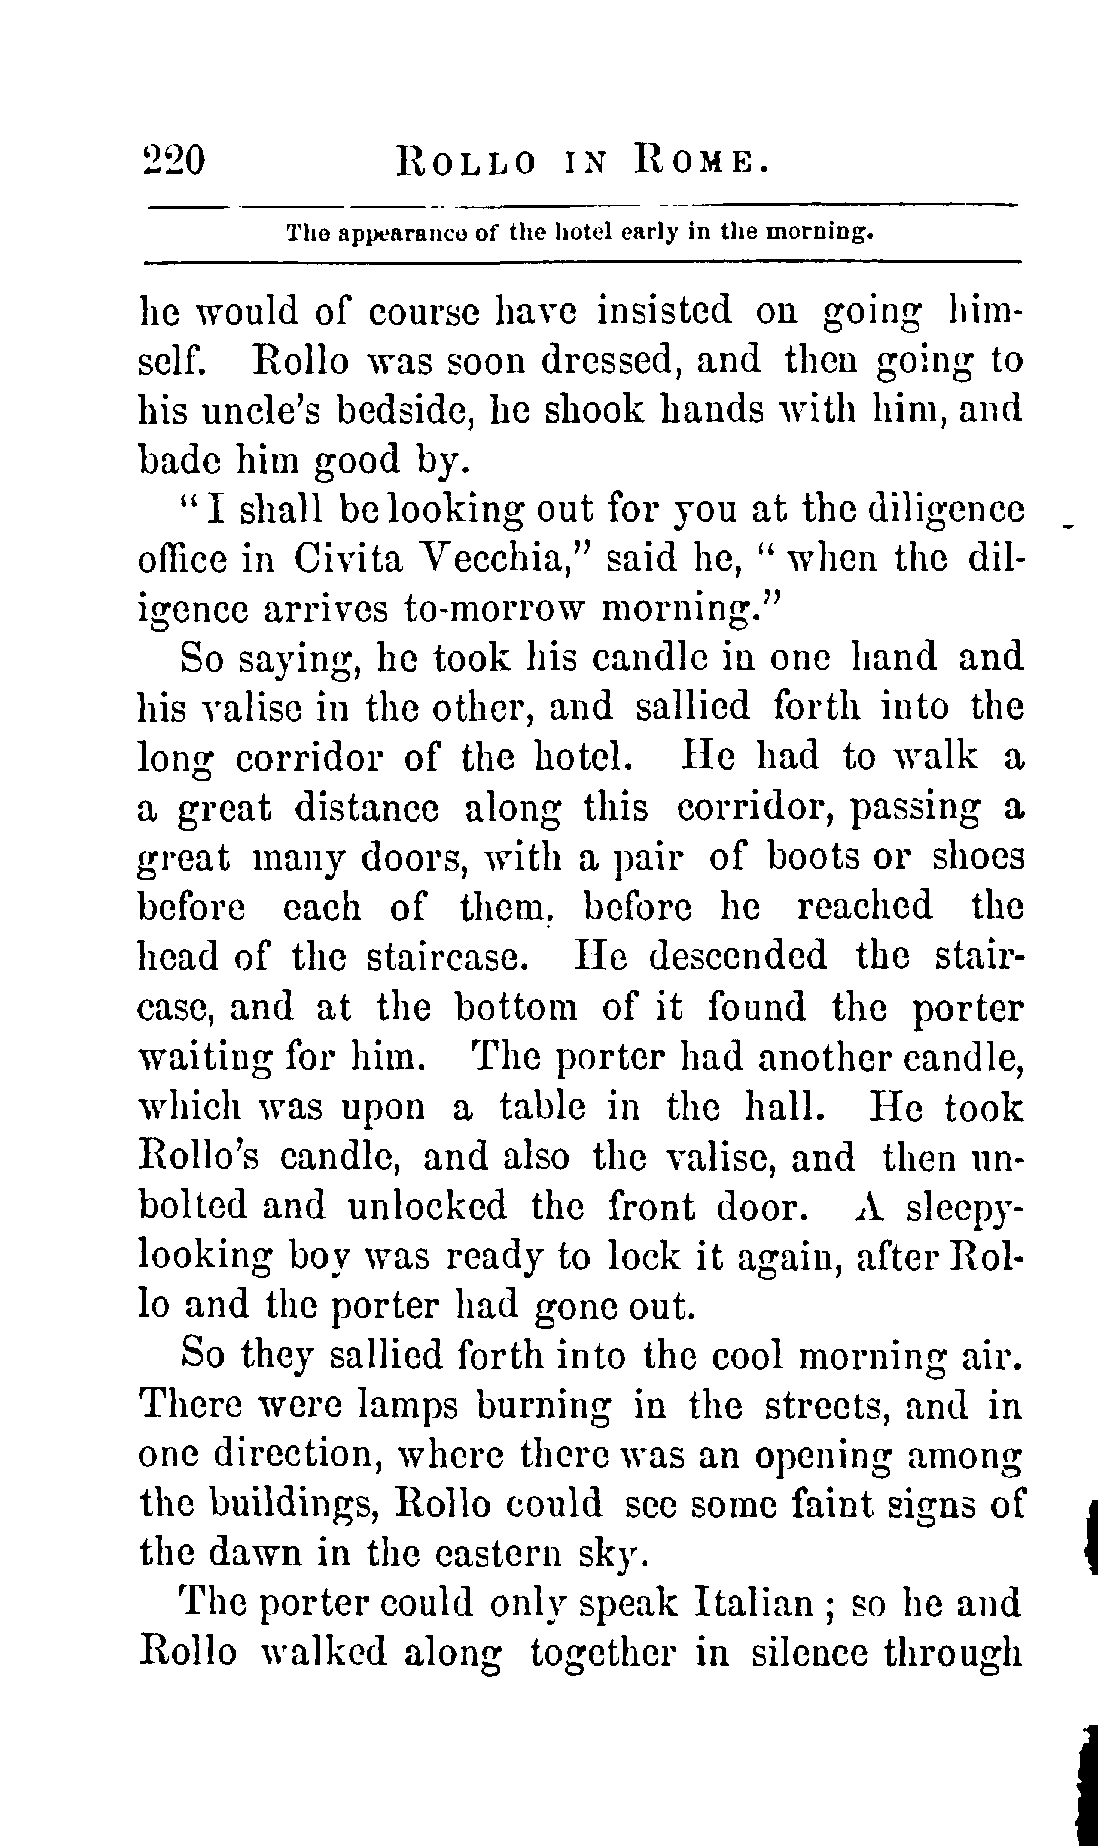 220 ROLLO IN ROME.
The appearance of the hotel early in the morning.
he would of course have insisted on going him-
self. Rollo was soon dressed, and then going to
his uncle's bedside, he shook hands with him, and
bade him good by.
"I shall be looking out for you at the diligence
office in Civita Vecchia," said he, "when the dil-
igence arrives to-morrow morning."
So saying, he took his candle in one hand and
his valise in the other, and sallied forth into the
long corridor of the hotel. He had to walk a
a great distance along this corridor, passing a
great many doors, with a pair of boots or shoes
before each of them, before he reached the
head of the staircase. He descended the stair-
case, and at the bottom of it found the porter
waiting for him. The porter had another candle,
which was upon a table in the hall. He took
Rollo's candle, and also the valise, and then un-
bolted and unlocked the front door. A sleepy-
looking boy was ready to lock it again, after Rol-
lo and the porter had gone out.
So they sallied forth into the cool morning air.
There were lamps burning in the streets, and in
one direction, where there was an opening among
the buildings, Rollo could see some faint signs of
the dawn in the eastern sky.
The porter could only speak Italian; so he and
Rollo walked along together in silence through